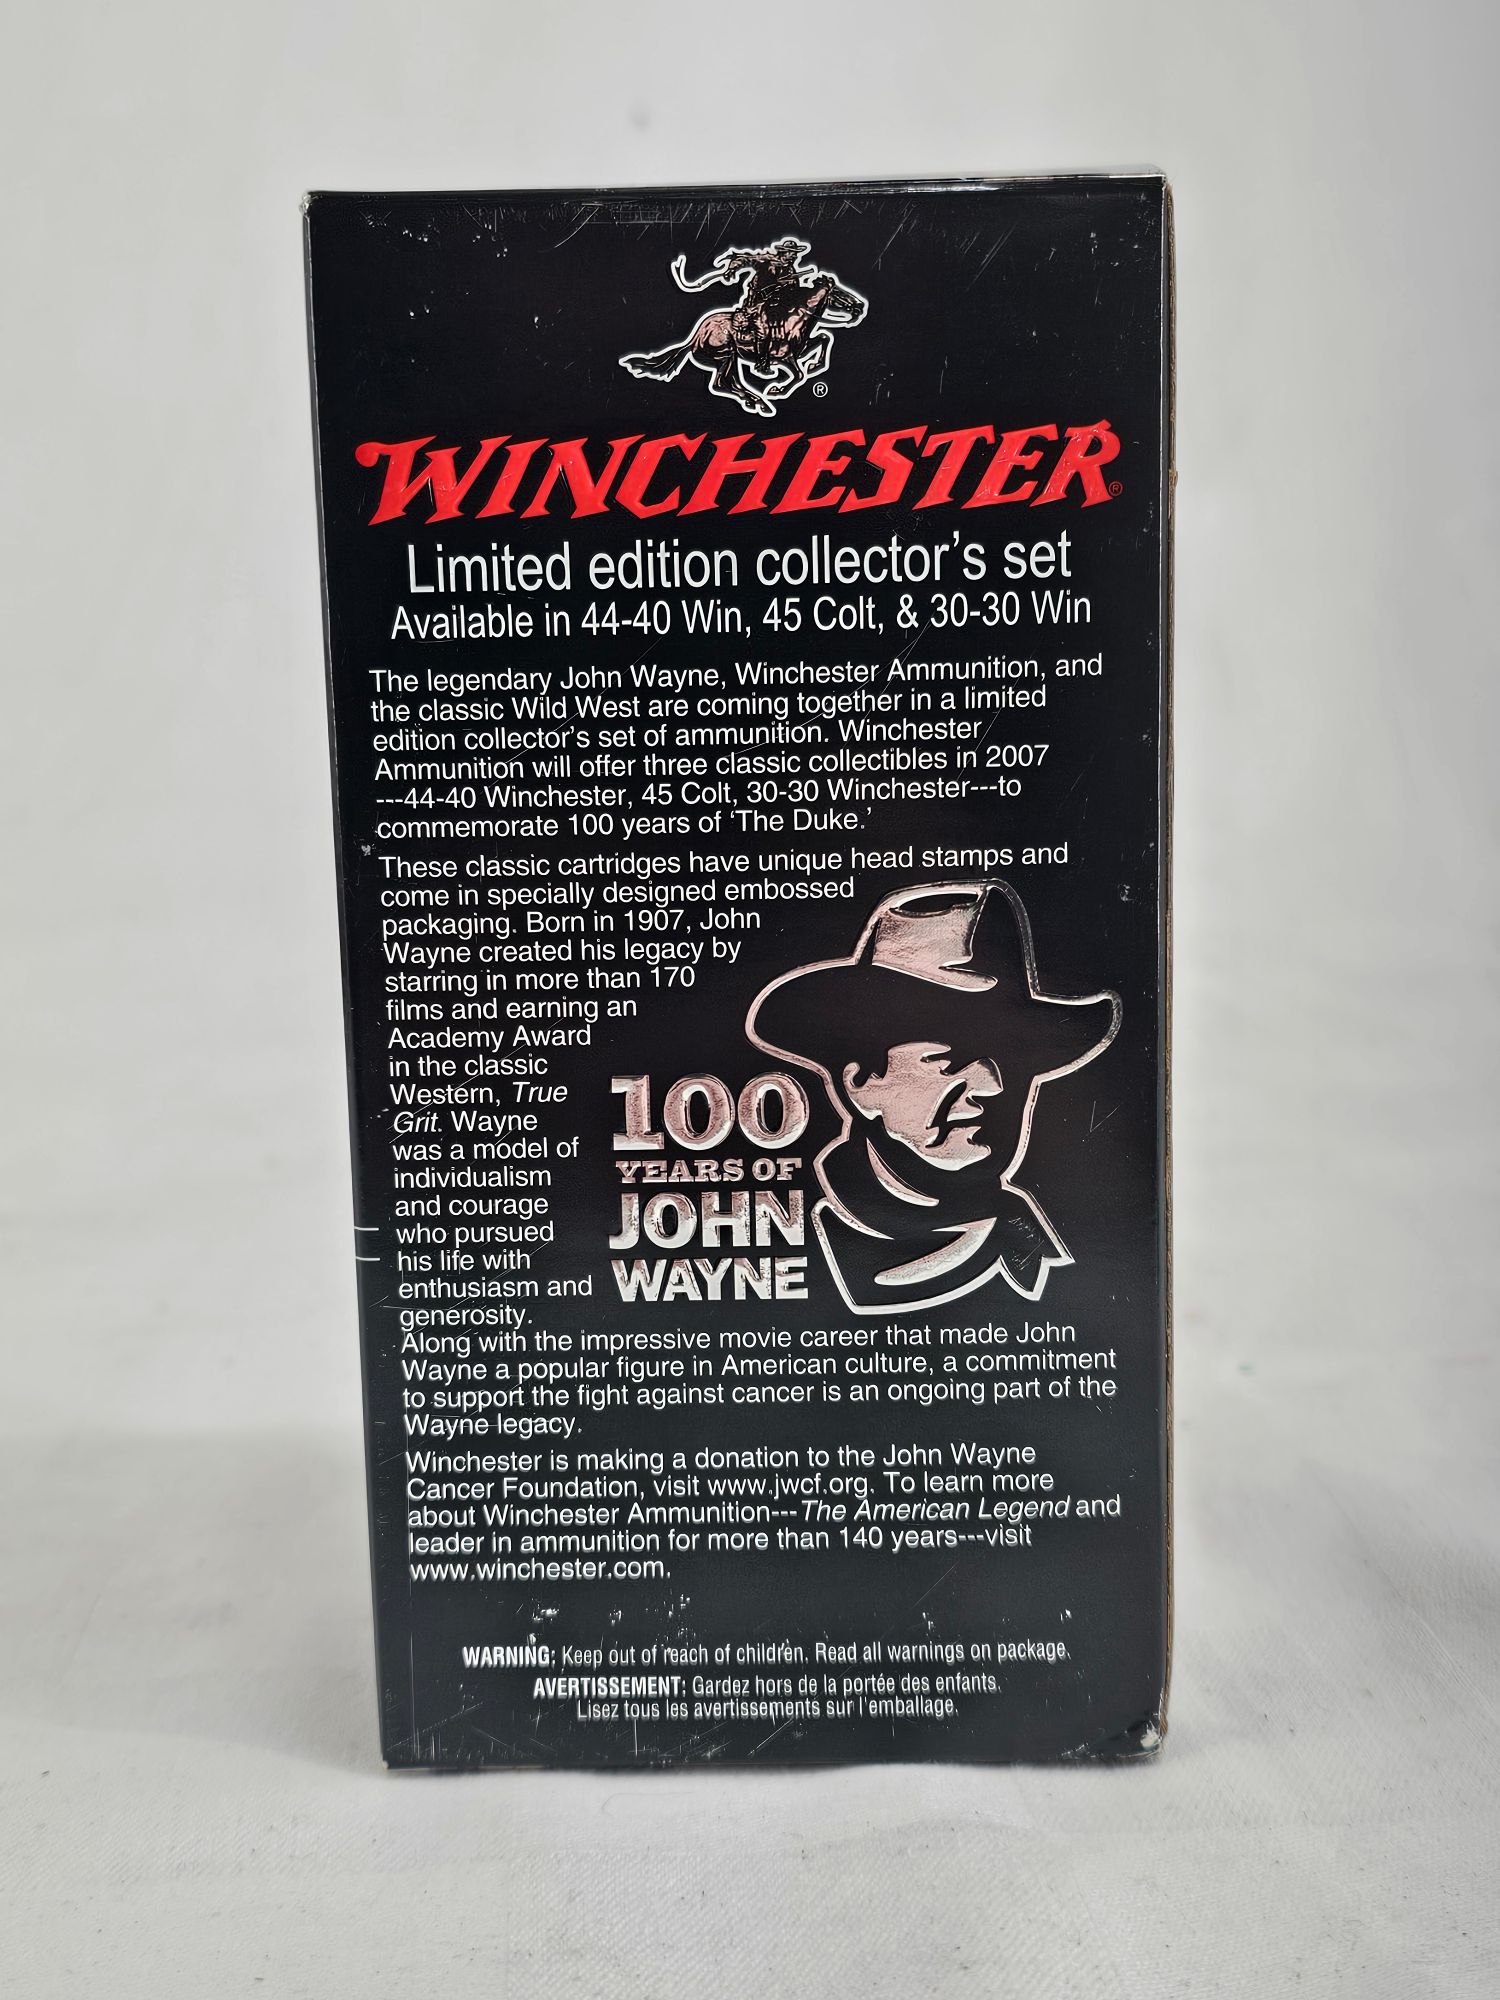 WINCHESTER®
Limited edition collector's set
Available in 44-40 Win, 45 Colt, & 30-30 Win
The legendary John Wayne, Winchester Ammunition, and
the classic Wild West are coming together in a limited
edition collector's set of ammunition. Winchester
Ammunition will offer three classic collectibles in 2007
---44-40 Winchester, 45 Colt, 30-30 Winchester---to
commemorate 100 years of 'The Duke.'
These classic cartridges have unique head stamps and
come in specially designed embossed
packaging. Born in 1907, John
Wayne created his legacy by
starring in more than 170
films and earning an
Academy Award
in the classic
Western, True
Grit. Wayne
was a model of
individualism
and courage
who pursued
his life with
enthusiasm and
generosity.
100
YEARS OF
JOHN
WAYNE
Along with the impressive movie career that made John
Wayne a popular figure in American culture, a commitment
to support the fight against cancer is an ongoing part of the
Wayne legacy.
Winchester is making a donation to the John Wayne
Cancer Foundation, visit www.jwcf.org. To learn more
about Winchester Ammunition---The American Legend and
leader in ammunition for more than 140 years---visit
www.winchester.com.
WARNING: Keep out of reach of children. Read all warnings on package.
AVERTISSEMENT: Gardez hors de la portée des enfants.
Lisez tous les avertissements sur l'emballage.